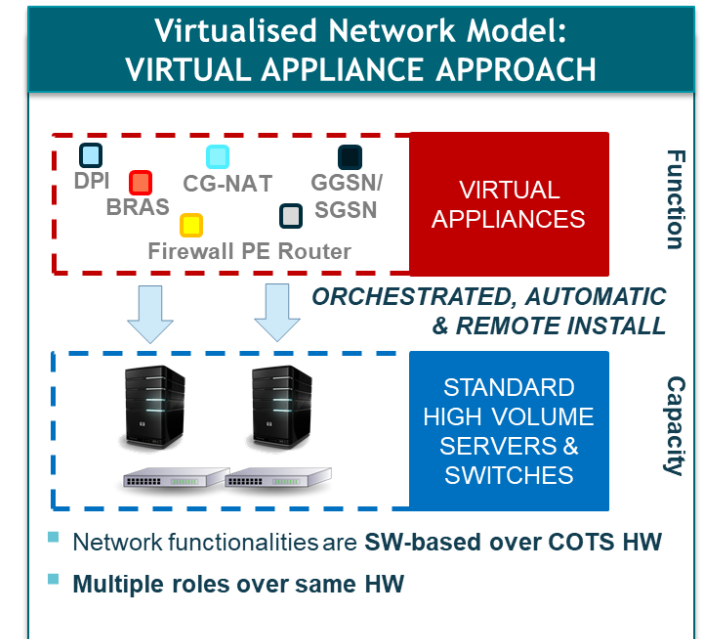 Virtualised Network Model:
VIRTUAL APPLIANCE APPROACH
DPI
BRAS
CG-NAT
GGSN/
SGSN
Firewall PE Router
VIRTUAL
APPLIANCES
Function
ORCHESTRATED, AUTOMATIC
& REMOTE INSTALL
STANDARD
HIGH VOLUME
SERVERS &
SWITCHES
Capacity
Network functionalities are SW-based over COTS HW
Multiple roles over same HW